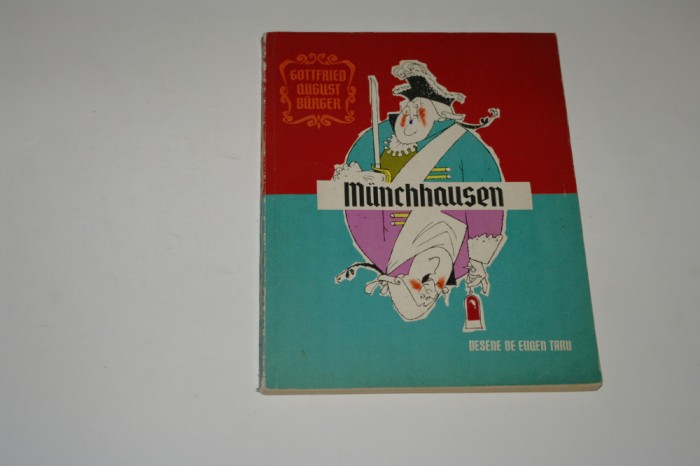 GOTTFRIED
AUGUST
BÜRGER
Münchhausen
DESENE DE EUGEN TARU